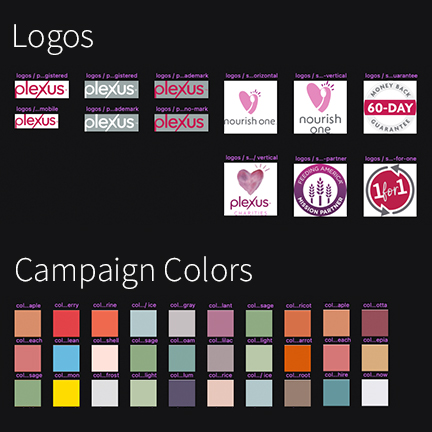 Logos
logos / p...gistered logos / p...gistered logos / p...ademark logos / s...orizontal logos / s...-vertical logos / s...uarantee
plexus plexus plexus
logos /...mobile logos / p...ademark logos / p...no-mark
plexus plexus plexus
nourish one
nourish
one
MONEY BACK
60-DAY
GUARANTEE
logos / s.../ vertical logos / s...-partner logos / s...-for-one
plexus
CHARITIES
FEEDING AMERICA
MISSION PARTNER
1for1
Campaign Colors
col...aple col...erry col...rine col.../ ice col...gray col...lant col...sage col...ricot col...aple col...otta
col...each col...lean col...shell col...sage col...oam col...iliac col...light col...arrot col...each col...epia
col...sage col...mon col...frost col...light col...lum col...rice col.../ ice col...root col...hire col...now